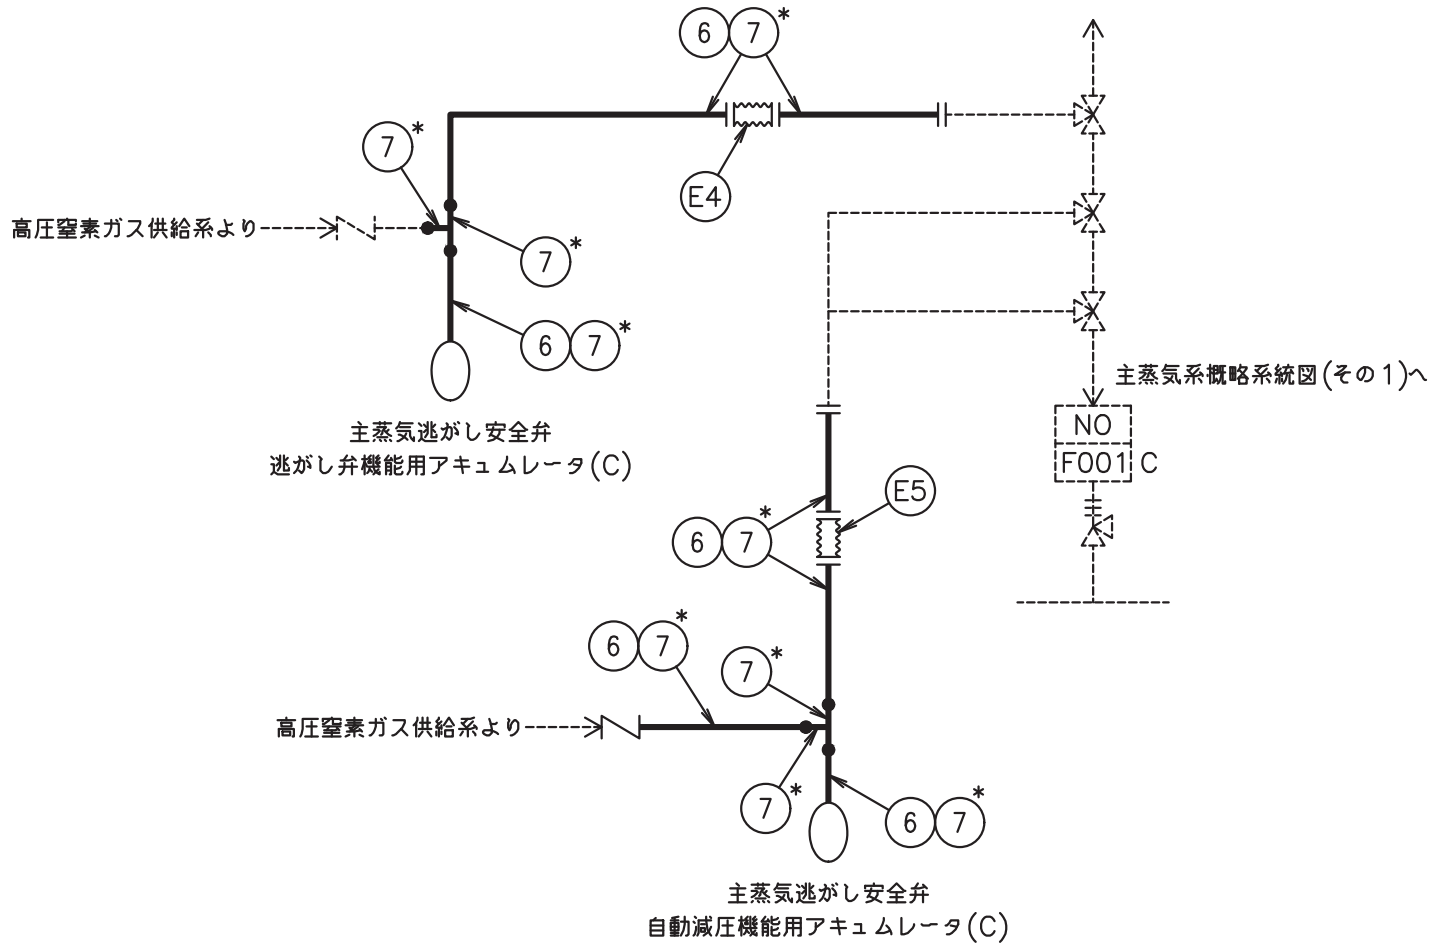 6 7 *
7 *
E4
高圧窒素ガス供給系より
7 *
6 7 *
主蒸気系概略系統図(その1)へ
主蒸気逃がし安全弁
逃がし弁機能用アキュムレータ(C)
NO
F001 C
E5
6 7 *
6 7 *
7 *
高圧窒素ガス供給系より
7 *
6 7 *
主蒸気逃がし安全弁
自動減圧機能用アキュムレータ(C)